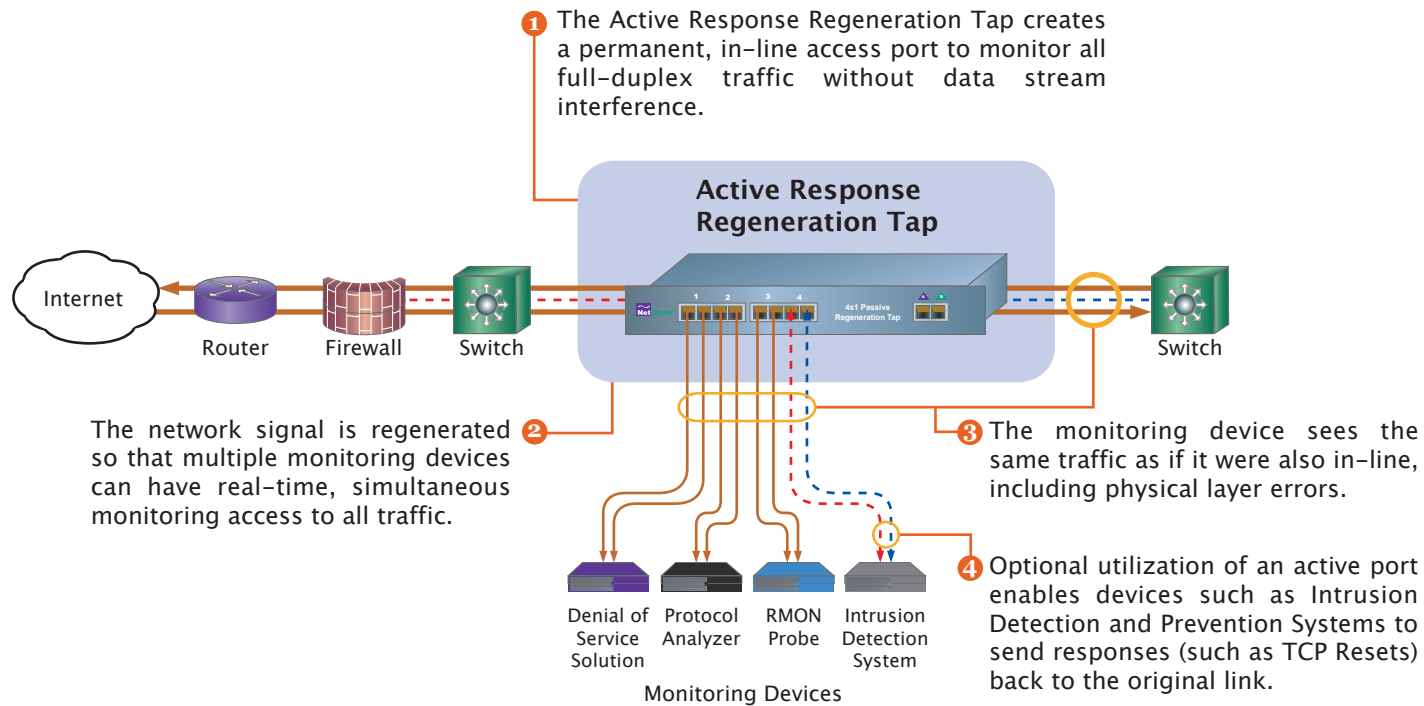 1 The Active Response Regeneration Tap creates
a permanent, in-line access port to monitor all
full-duplex traffic without data stream
interference.
Active Response
Regeneration Tap
Internet
Router
Firewall
Switch
Net
1 2 3 4
4x1 Passive
Regeneration Tap
A B
Switch
2
The network signal is regenerated
so that multiple monitoring devices
can have real-time, simultaneous
monitoring access to all traffic.
3 The monitoring device sees the
same traffic as if it were also in-line,
including physical layer errors.
4 Optional utilization of an active port
enables devices such as Intrusion
Detection and Prevention Systems to
send responses (such as TCP Resets)
back to the original link.
Denial of
Service
Solution
Protocol
Analyzer
RMON
Probe
Intrusion
Detection
System
Monitoring Devices